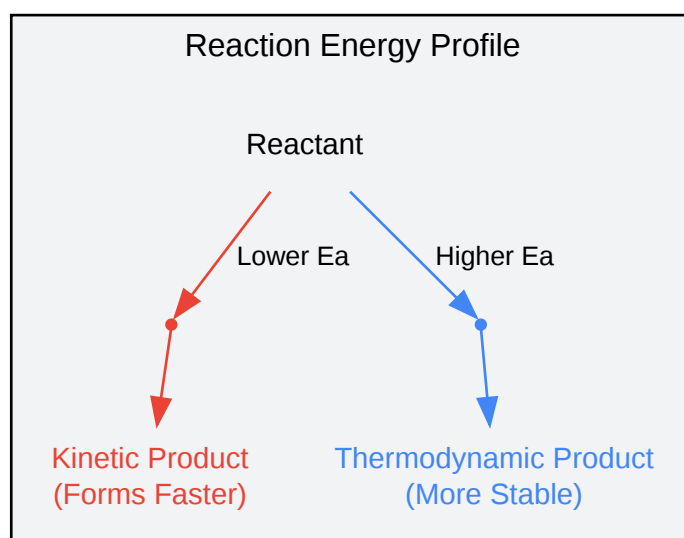 Reaction Energy Profile
Reactant
Lower Ea
Higher Ea
Kinetic Product
(Forms Faster)
Thermodynamic Product
(More Stable)